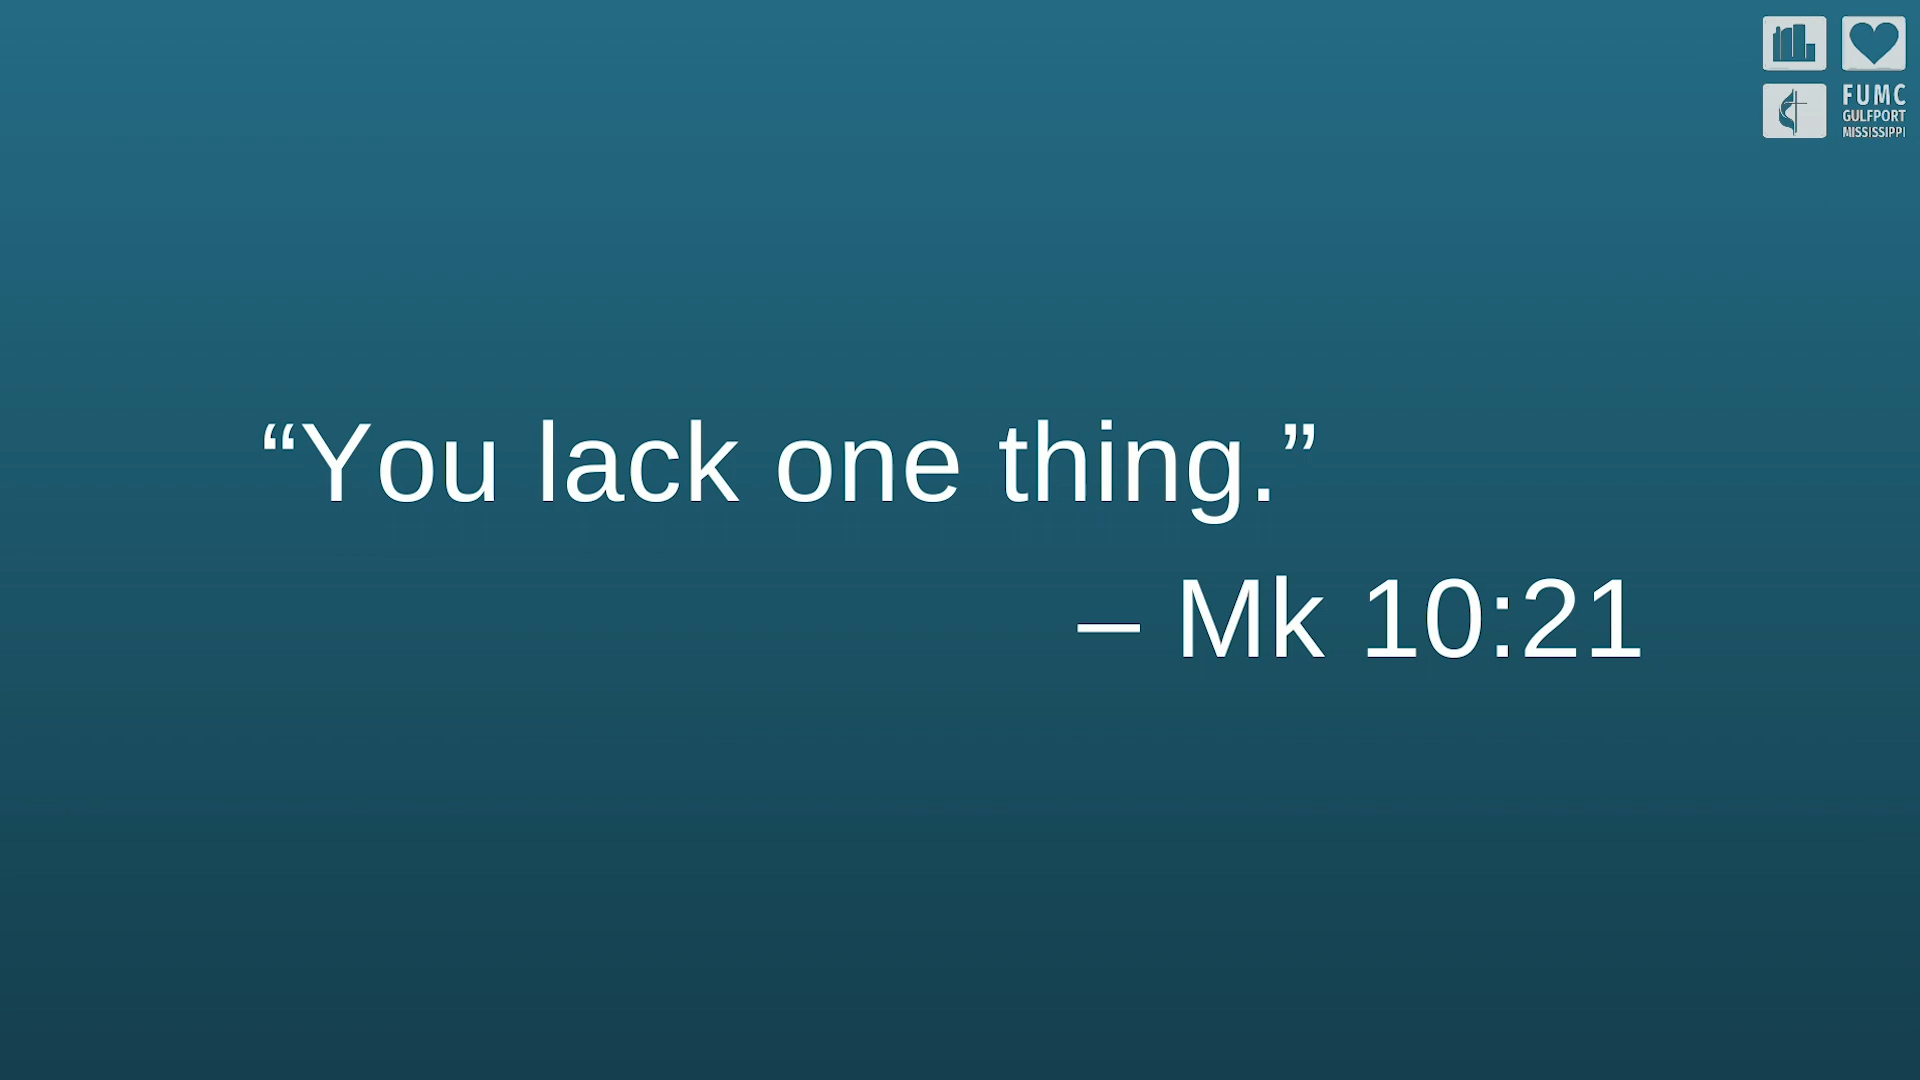 FUMC
GULFPORT
MISSISSIPPI
“You lack one thing.”
– Mk 10:21